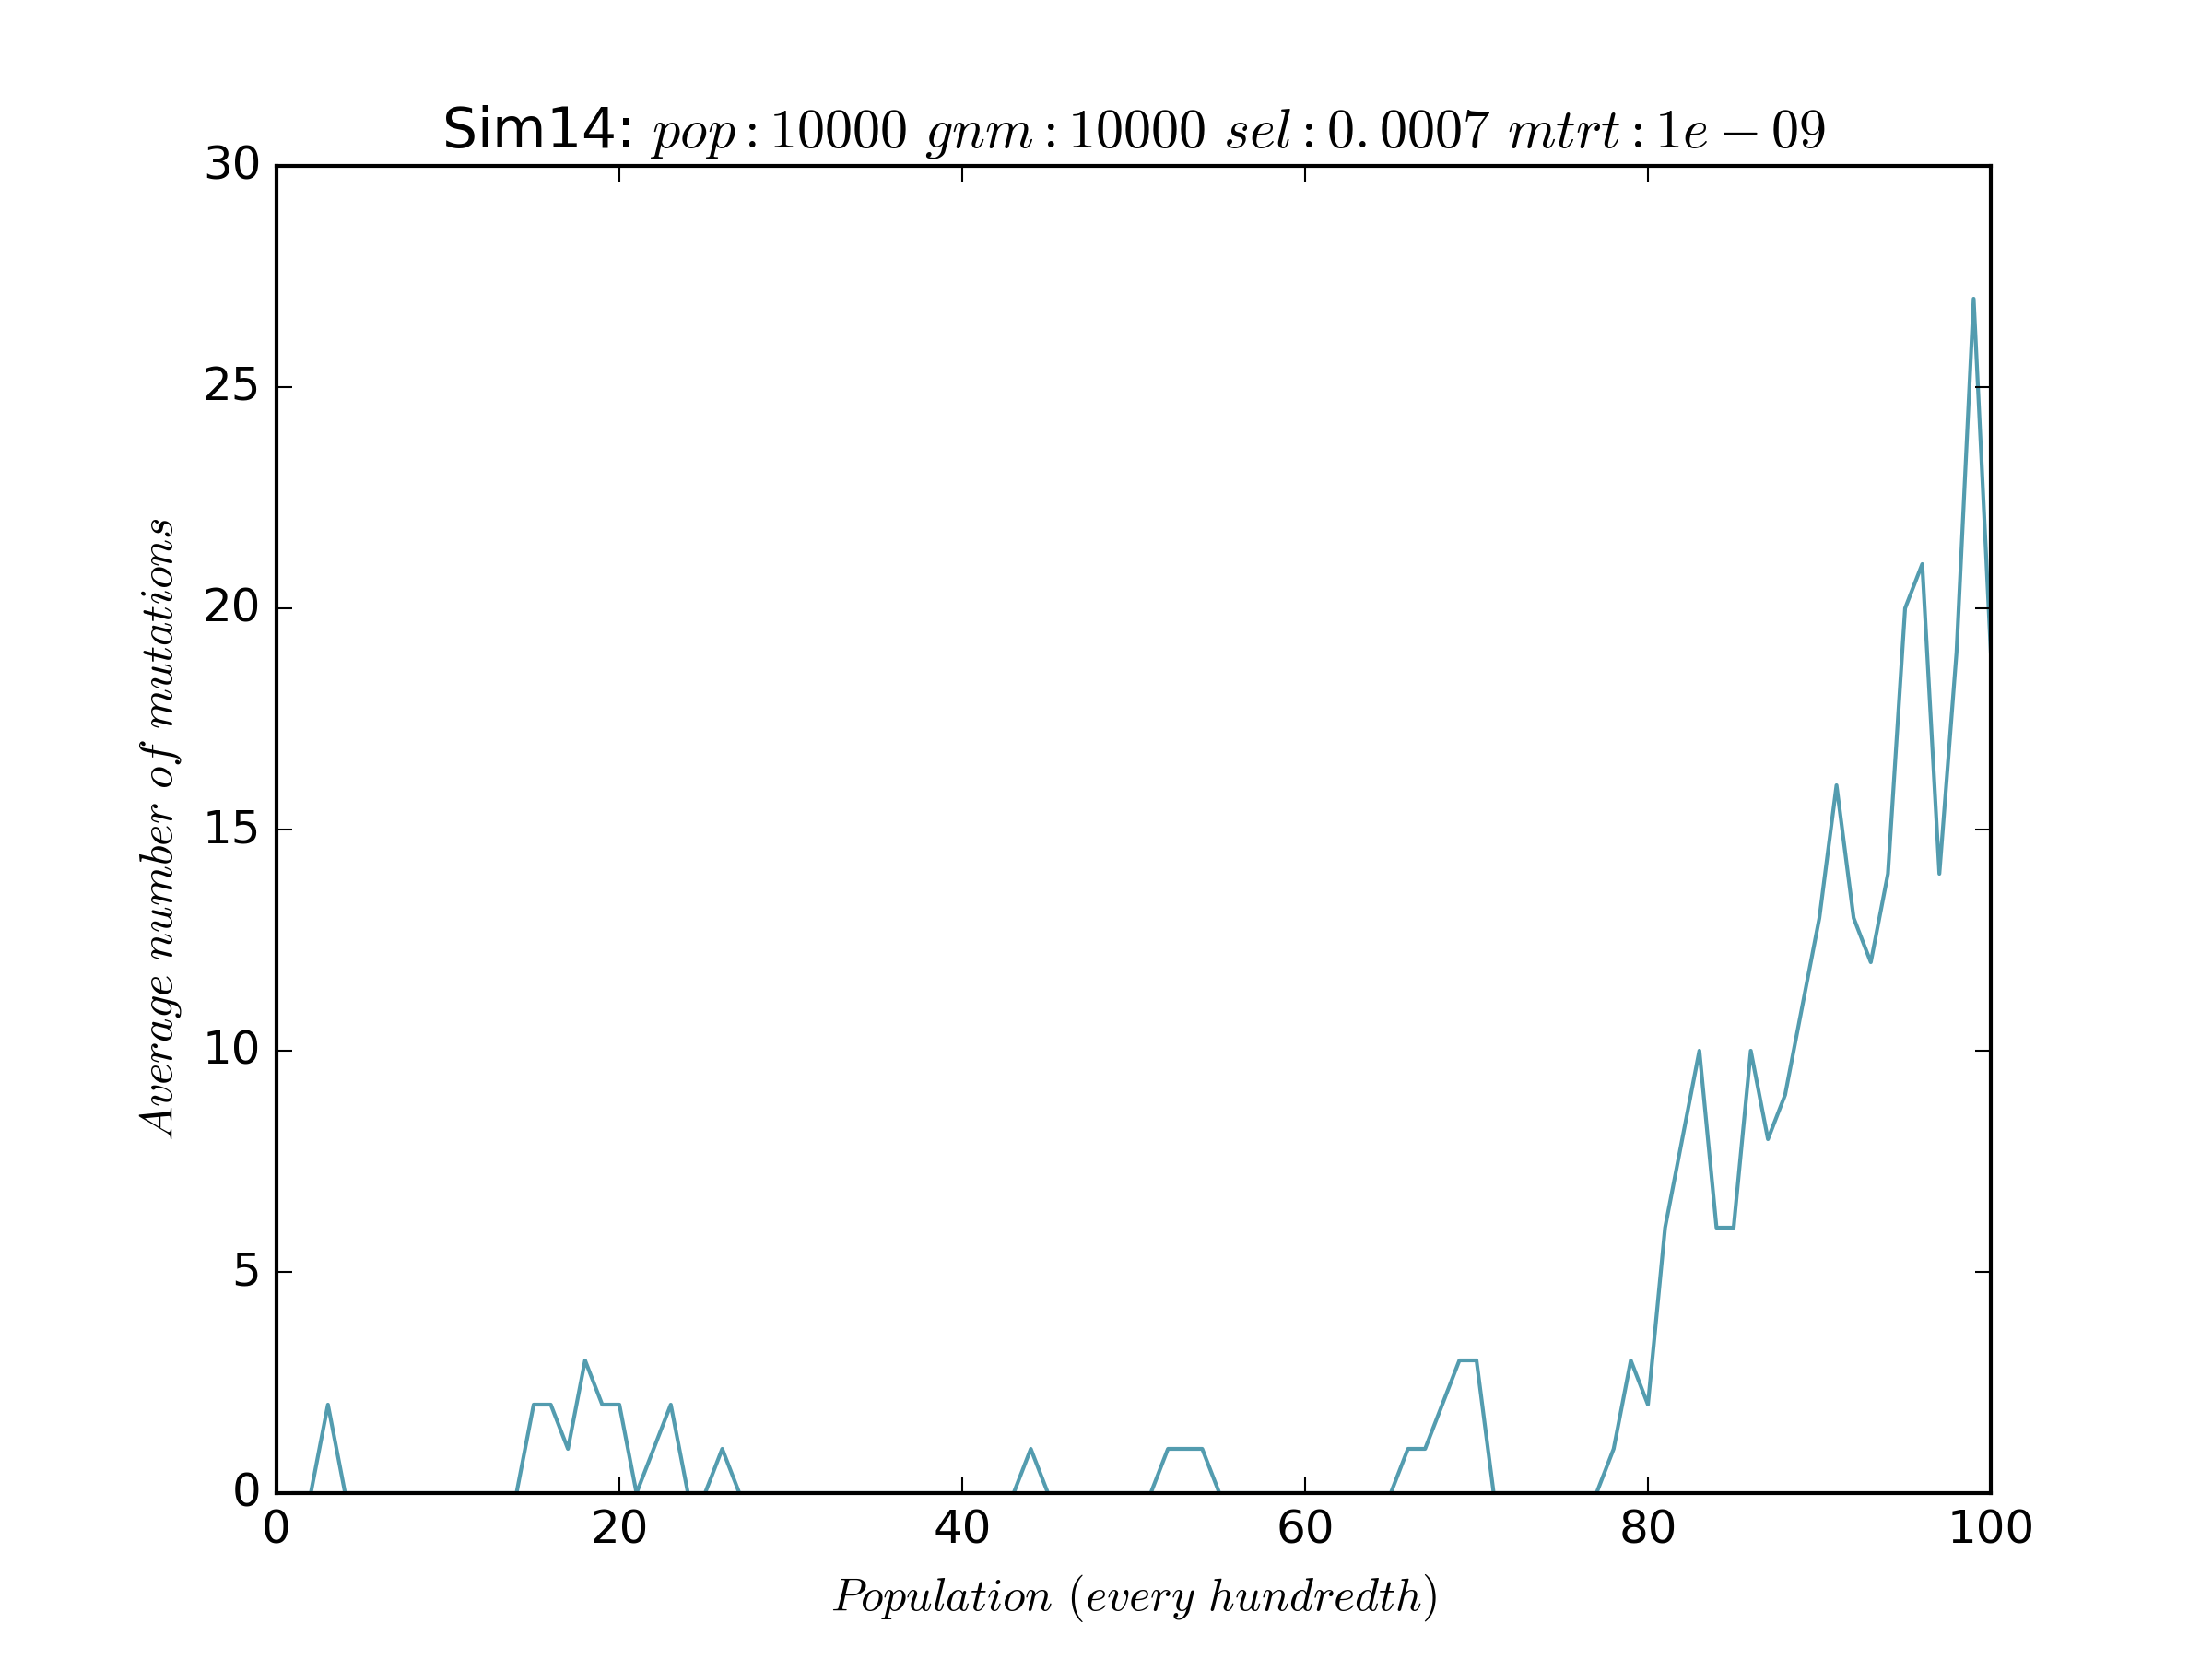 Sim14: pop : 10000 gnm : 10000 sel : 0.0007 mtrt : 1e − 09
30
25
20
15
10
5
0
Average number of mutations
0 20 40 60 80 100
Population (every hundredth)